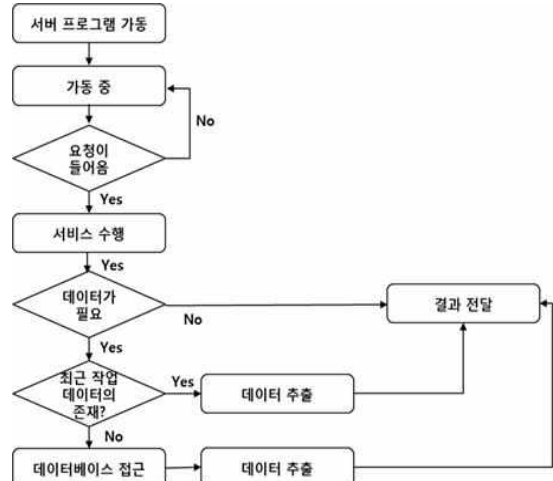 서버 프로그램 가동
가동 중
No
요청이
들어옴
Yes
서비스 수행
Yes
데이터가
필요
No
결과 전달
Yes
최근 작업
데이터의
존재?
Yes
데이터 추출
No
데이터베이스 접근
데이터 추출